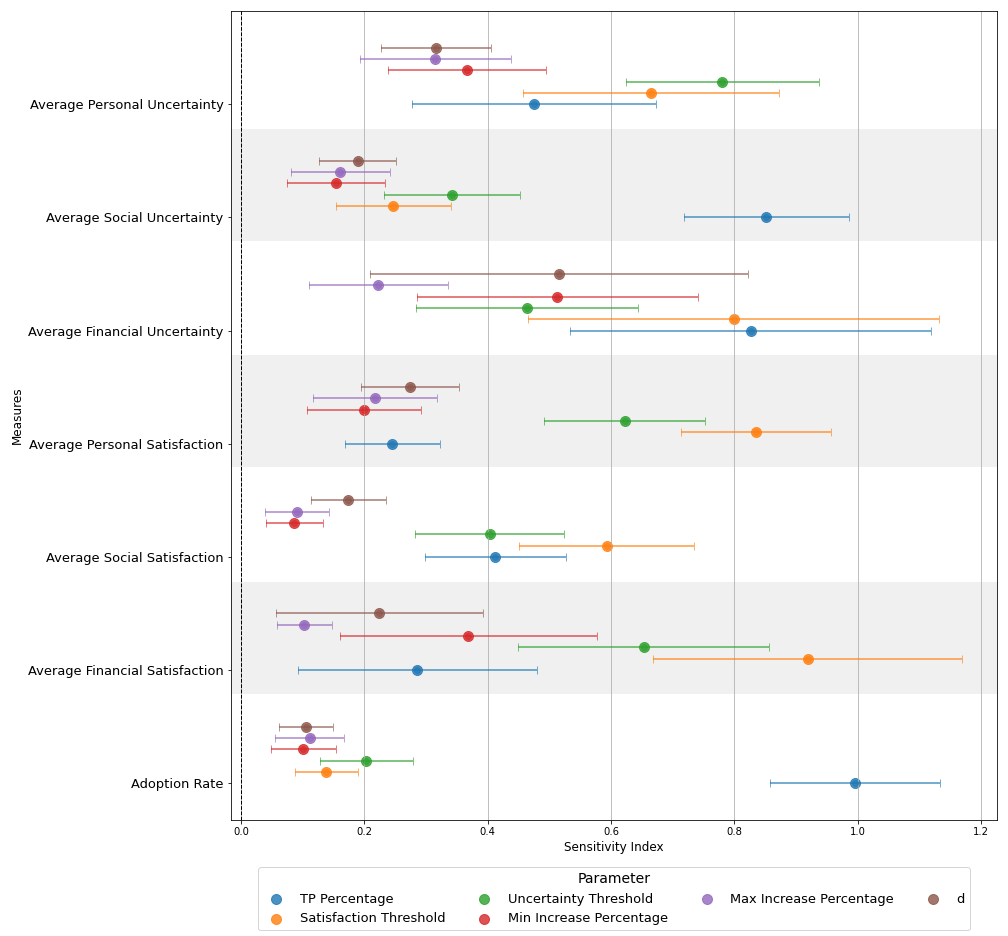 Average Personal Uncertainty
Average Social Uncertainty
Average Financial Uncertainty
Average Personal Satisfaction
Average Social Satisfaction
Average Financial Satisfaction
Adoption Rate
Measures
0.0 0.2 0.4 0.6 0.8 1.0 1.2
Sensitivity Index
Parameter
TP Percentage Uncertainty Threshold Max Increase Percentage d
Satisfaction Threshold Min Increase Percentage